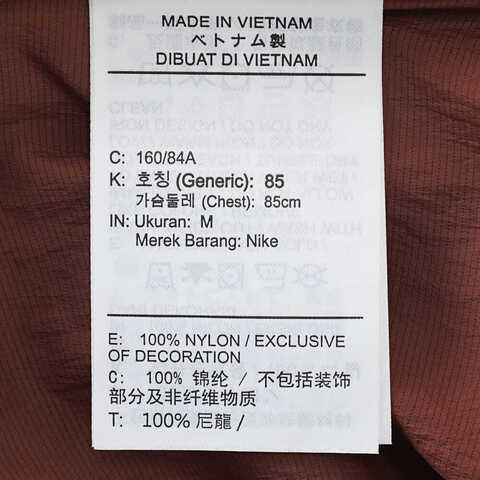 MADE IN VIETNAM
ベトナム製
DIBUAT DI VIETNAM
C: 160/84A
K: 호칭 (Generic): 85
가슴둘레 (Chest): 85cm
IN: Ukuran: M
Merek Barang: Nike
E: 100% NYLON / EXCLUSIVE
OF DECORATION
C: 100% 锦纶 / 不包括装饰
部分及非纤维物质
T: 100% 尼龍 /